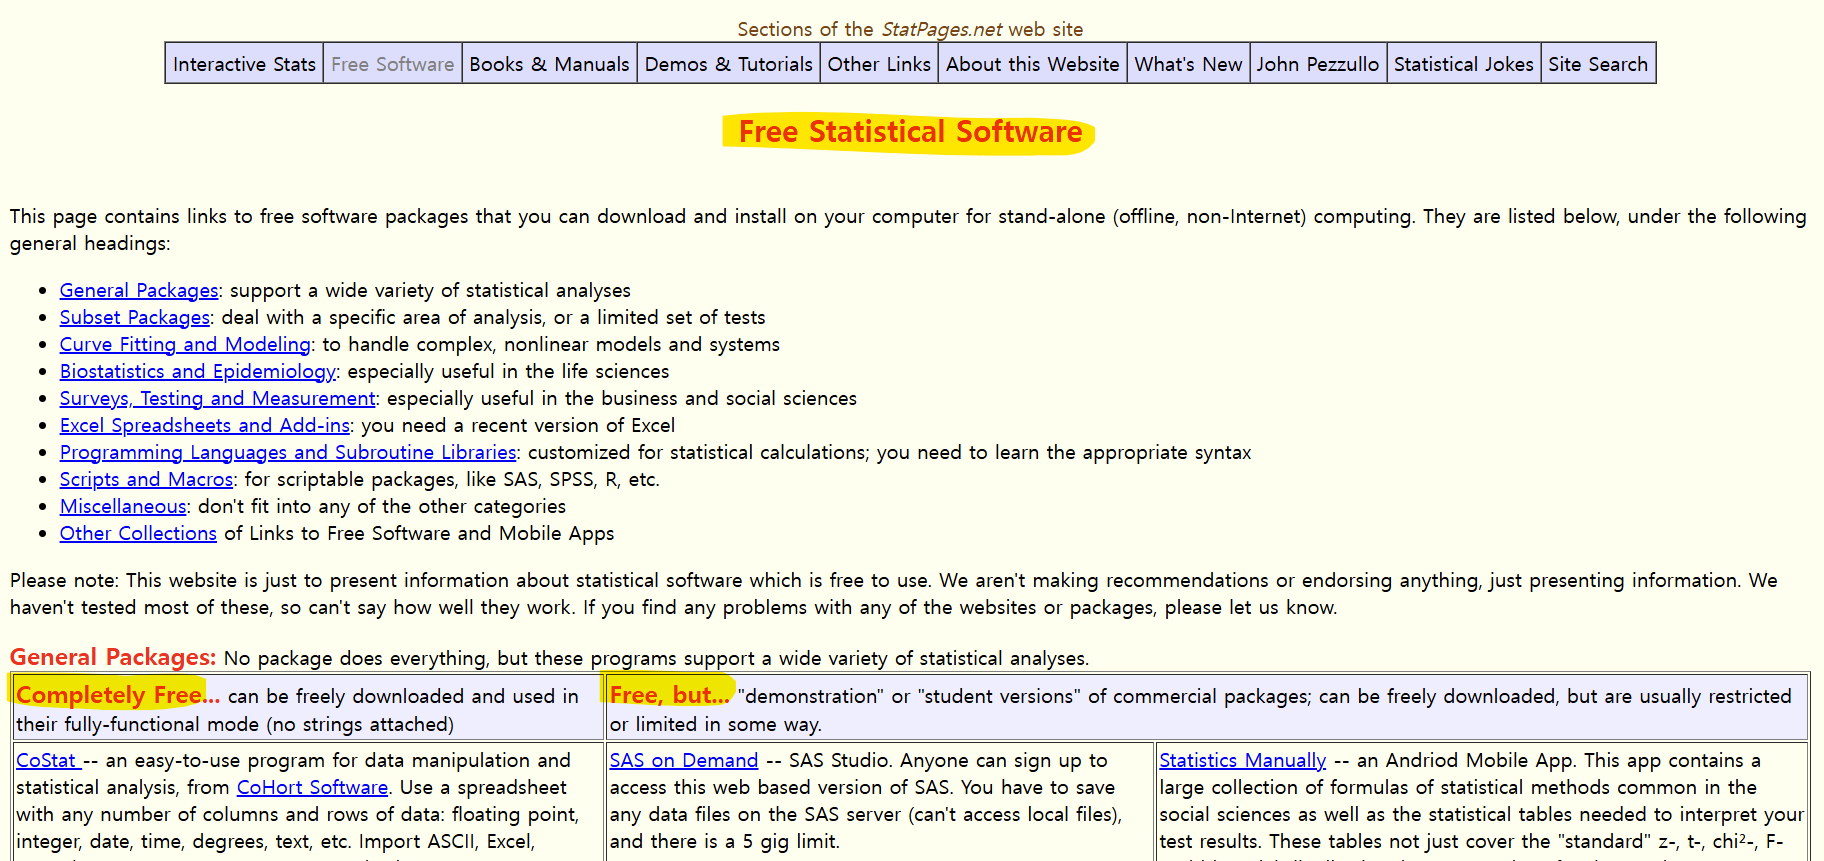 Sections of the StatPages.net web site
Interactive Stats Free Software Books & Manuals Demos & Tutorials Other Links About this Website What's New John Pezzullo Statistical Jokes Site Search
Free Statistical Software
This page contains links to free software packages that you can download and install on your computer for stand-alone (offline, non-Internet) computing. They are listed below, under the following
general headings:
• General Packages: support a wide variety of statistical analyses
• Subset Packages: deal with a specific area of analysis, or a limited set of tests
• Curve Fitting and Modeling: to handle complex, nonlinear models and systems
• Biostatistics and Epidemiology: especially useful in the life sciences
• Surveys, Testing and Measurement: especially useful in the business and social sciences
• Excel Spreadsheets and Add-ins: you need a recent version of Excel
• Programming Languages and Subroutine Libraries: customized for statistical calculations; you need to learn the appropriate syntax
• Scripts and Macros: for scriptable packages, like SAS, SPSS, R, etc.
• Miscellaneous: don't fit into any of the other categories
• Other Collections of Links to Free Software and Mobile Apps
Please note: This website is just to present information about statistical software which is free to use. We aren't making recommendations or endorsing anything, just presenting information. We
haven't tested most of these, so can't say how well they work. If you find any problems with any of the websites or packages, please let us know.
General Packages: No package does everything, but these programs support a wide variety of statistical analyses.
Completely Free... can be freely downloaded and used in
their fully-functional mode (no strings attached)
Free, but... "demonstration" or "student versions" of commercial packages; can be freely downloaded, but are usually restricted
or limited in some way.
CoStat -- an easy-to-use program for data manipulation and
statistical analysis, from CoHort Software. Use a spreadsheet
with any number of columns and rows of data: floating point,
integer, date, time, degrees, text, etc. Import ASCII, Excel,
SAS on Demand -- SAS Studio. Anyone can sign up to
access this web based version of SAS. You have to save
any data files on the SAS server (can't access local files),
and there is a 5 gig limit.
Statistics Manually -- an Andriod Mobile App. This app contains a
large collection of formulas of statistical methods common in the
social sciences as well as the statistical tables needed to interpret your
test results. These tables not just cover the "standard" z-, t-, chi²-, F-